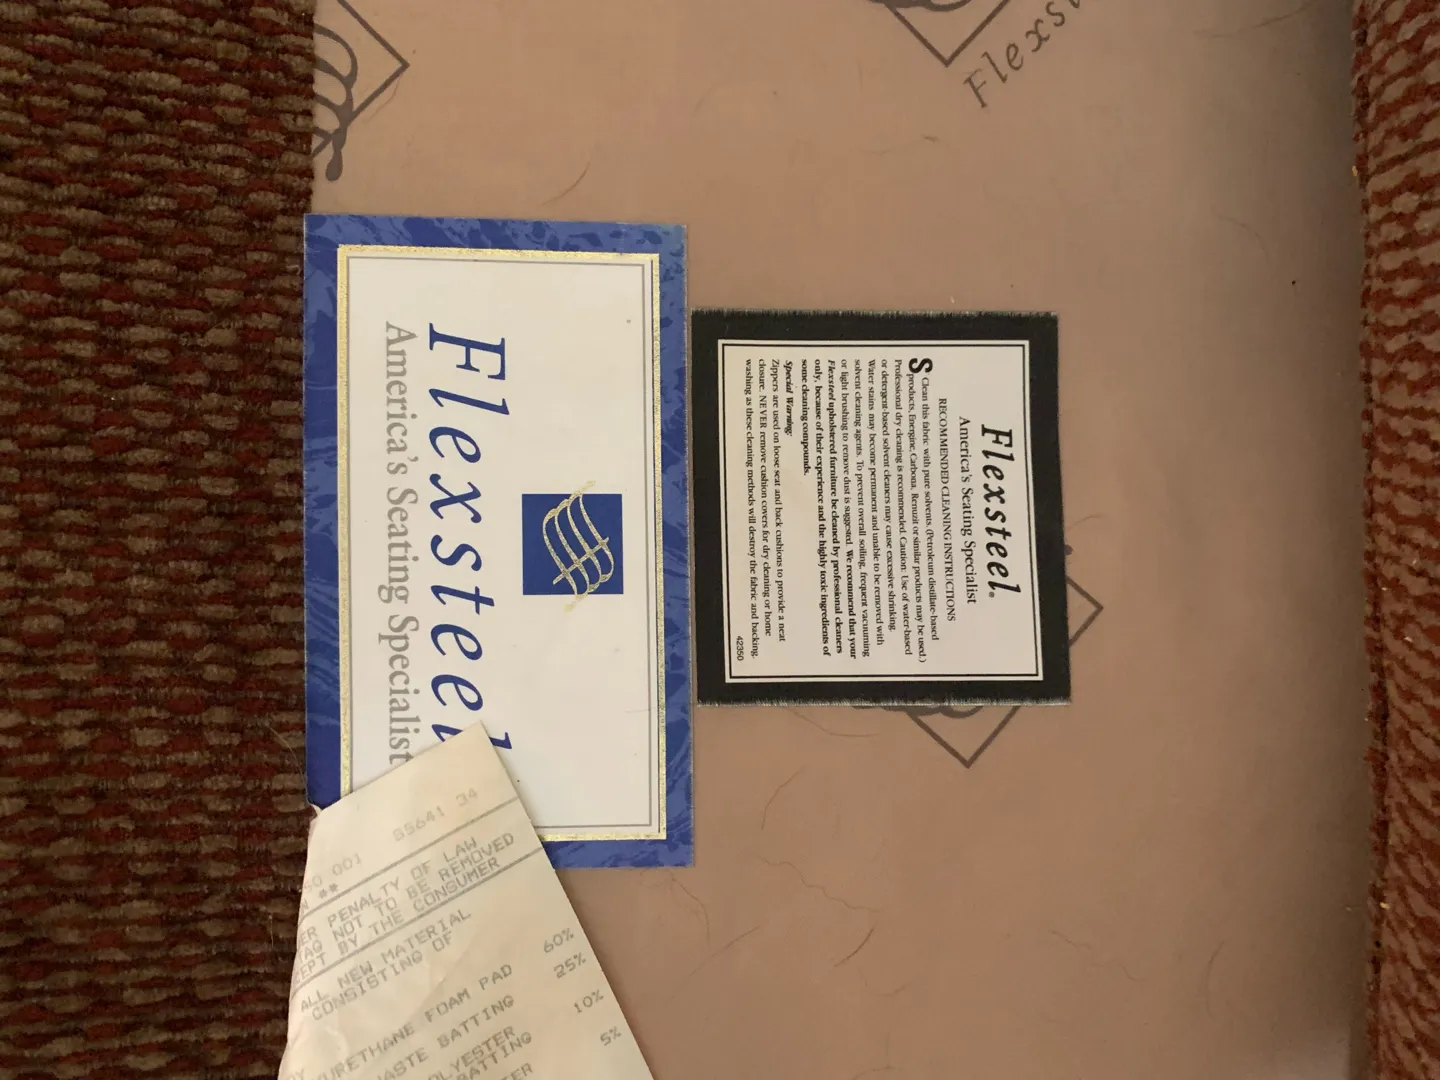 Flexsteel
America's Seating Specialist
Flexsteel®
America's Seating Specialist
RECOMMENDED CLEANING INSTRUCTIONS
S Clean this fabric with pure solvents. (Petroleum distillate-based
products, Energine, Carbona, Renuzit or similar products may be used.)
Professional dry cleaning is recommended. Caution: Use of water-based
or detergent-based solvent cleaners may cause excessive shrinking.
Water stains may become permanent and unable to be removed with
solvent cleaning agents. To prevent overall soiling, frequent vacuuming
or light brushing to remove dust is suggested. We recommend that your
Flexsteel upholstered furniture be cleaned by professional cleaners
only, because of their experience and the highly toxic ingredients of
some cleaning compounds.
Special Warning:
Zippers are used on loose seat and back cushions to provide a neat
closure. NEVER remove cushion covers for dry cleaning or home
washing as these cleaning methods will destroy the fabric and backing.
42350
001 85641 34
**
PENALTY OF LAW
NOT TO BE REMOVED
BY THE CONSUMER
ALL NEW MATERIAL
CONSISTING OF
URETHANE FOAM PAD 60%
BATTING 25%
10%
BATTING
5%